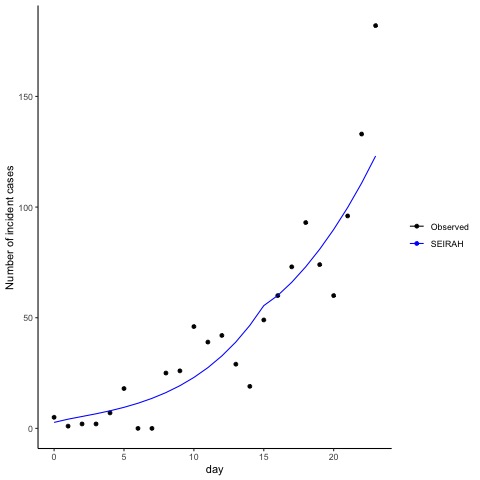 Number of incident cases
150
100
50
0
0 5 10 15 20
day
Observed
SEIRAH